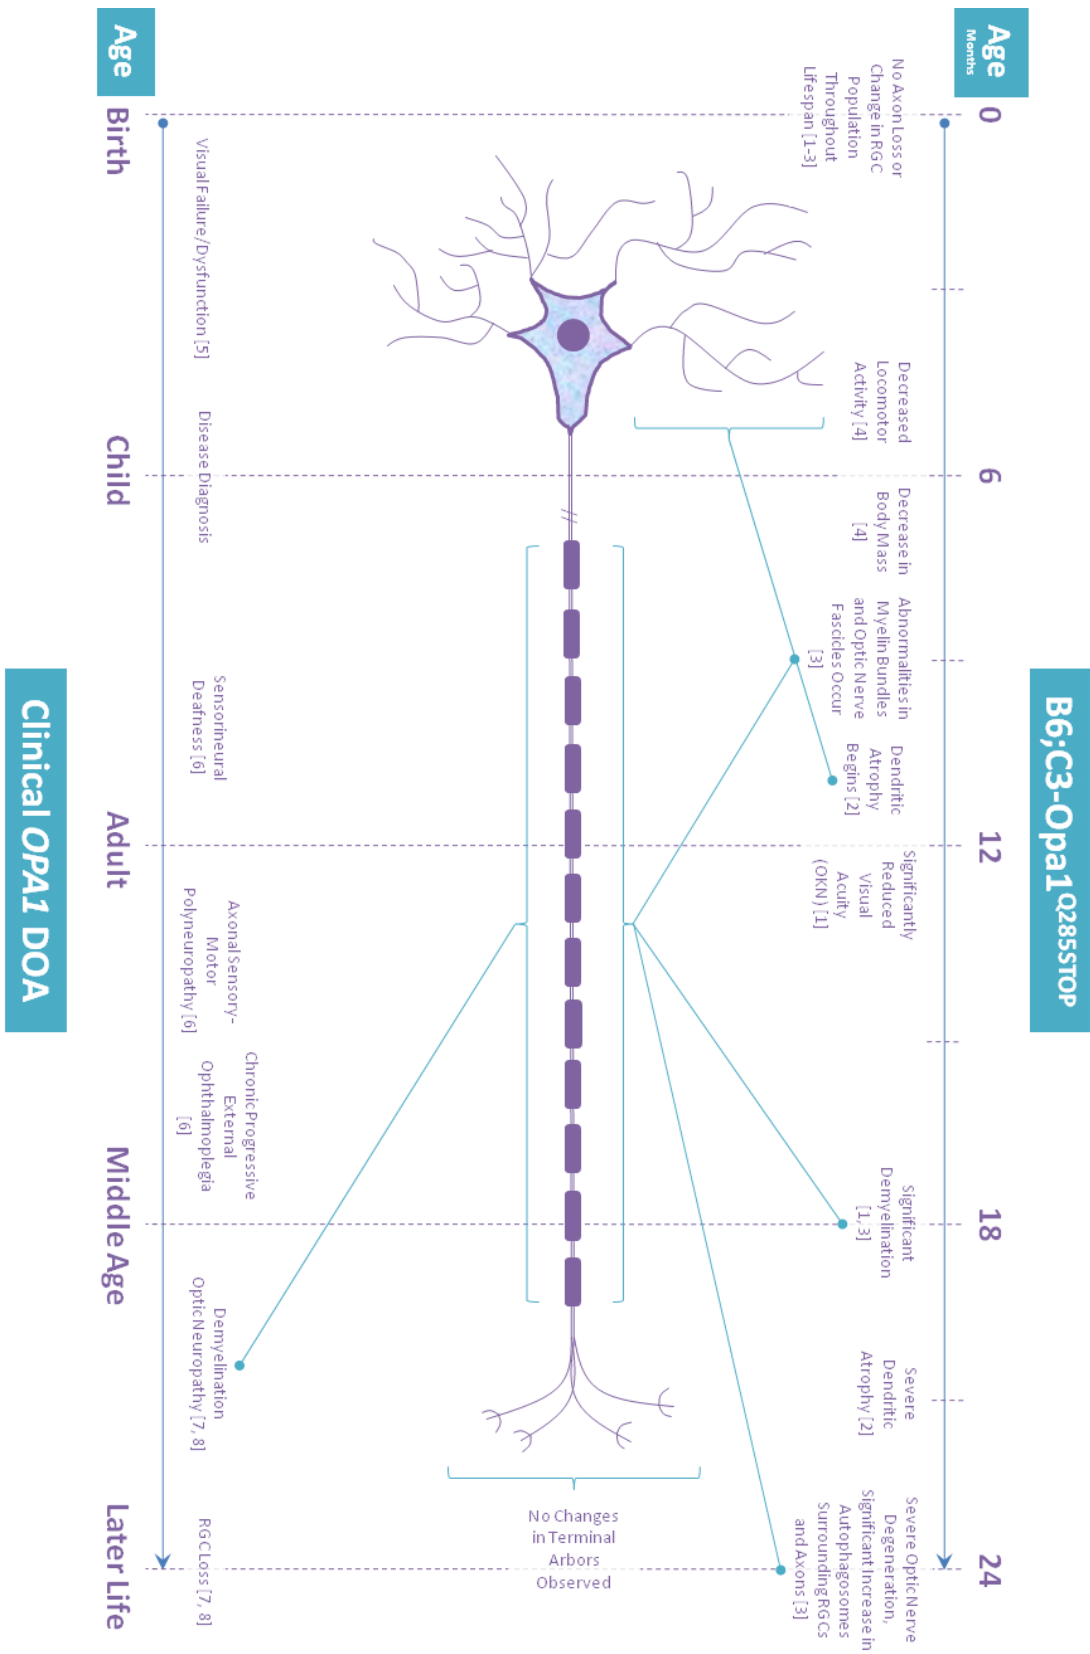 B6;C3-Opa1Q285STOP
Age
Months
0
6
12
18
24
No Axon Loss or
Change in RGC
Population
Throughout
Lifespan [1-3]
Decreased
Locomotor
Activity [4]
Decrease in
Body Mass
[4]
Abnormalities in
Myelin Bundles
and Optic Nerve
Fascicles Occur
[3]
Dendritic
Atrophy
Begins [2]
Significantly
Reduced
Visual
Acuity
(OKN) [1]
Significant
Demyelination
[1, 3]
Severe
Dendritic
Atrophy [2]
Severe Optic Nerve
Degeneration,
Significant Increase in
Autophagosomes
Surrounding RGCs
and Axons [3]
No Changes
in Terminal
Arbors
Observed
Visual Failure/Dysfunction [5]
Disease Diagnosis
Sensorineural
Deafness [6]
Axonal Sensory-
Motor
Polyneuropathy [6]
Chronic Progressive
External
Ophthalmoplegia
[6]
Demyelination
Optic Neuropathy [7, 8]
RGC Loss [7, 8]
Age
Birth
Child
Adult
Middle Age
Later Life
Clinical OPA1 DOA